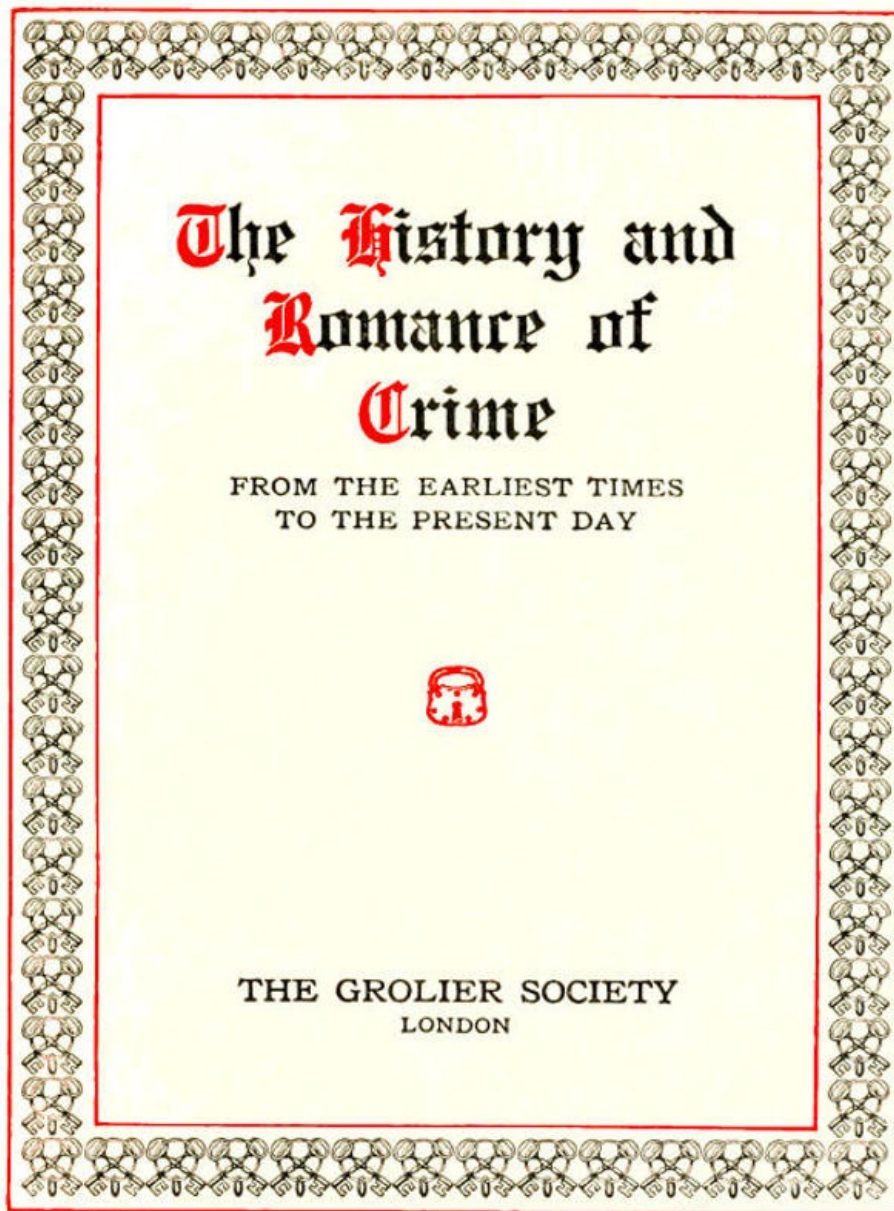 The History and
Romance of
Crime
FROM THE EARLIEST TIMES
TO THE PRESENT DAY
THE GROLIER SOCIETY
LONDON